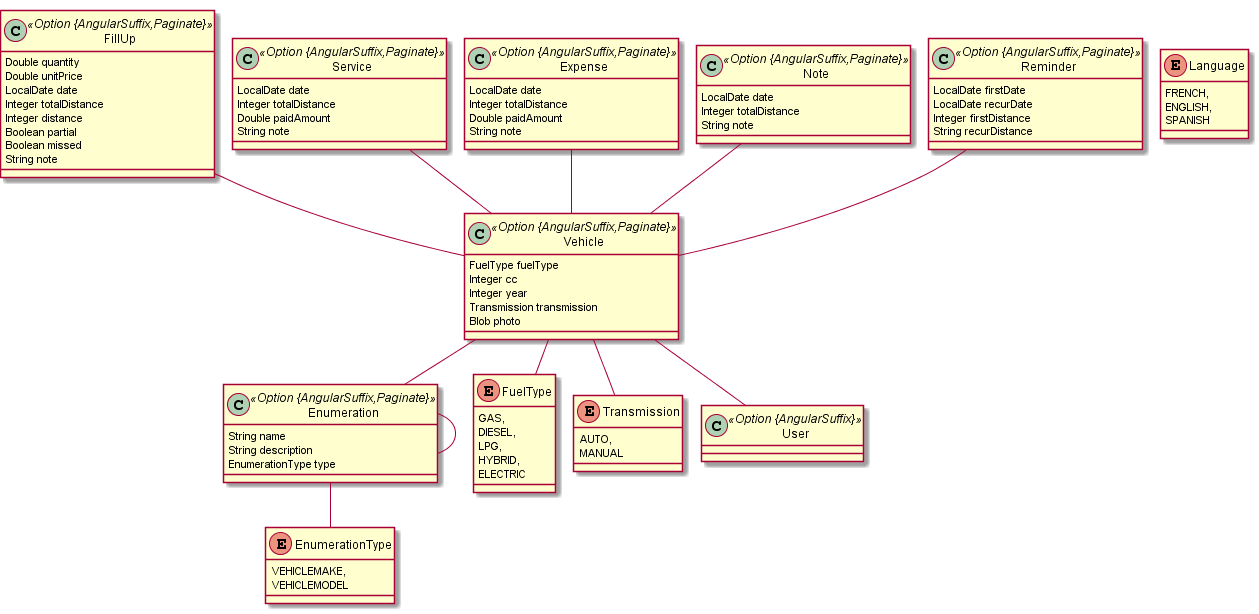 C «Option {AngularSuffix,Paginate}»
FillUp
Double quantity
Double unitPrice
LocalDate date
Integer totalDistance
Integer distance
Boolean partial
Boolean missed
String note
C «Option {AngularSuffix,Paginate}»
Service
LocalDate date
Integer totalDistance
Double paidAmount
String note
C «Option {AngularSuffix,Paginate}»
Expense
LocalDate date
Integer totalDistance
Double paidAmount
String note
C «Option {AngularSuffix,Paginate}»
Note
LocalDate date
Integer totalDistance
String note
C «Option {AngularSuffix,Paginate}»
Reminder
LocalDate firstDate
LocalDate recurDate
Integer firstDistance
String recurDistance
E Language
FRENCH,
ENGLISH,
SPANISH
C «Option {AngularSuffix,Paginate}»
Vehicle
FuelType fuelType
Integer cc
Integer year
Transmission transmission
Blob photo
C «Option {AngularSuffix,Paginate}»
Enumeration
String name
String description
EnumerationType type
E FuelType
GAS,
DIESEL,
LPG,
HYBRID,
ELECTRIC
E Transmission
AUTO,
MANUAL
C «Option {AngularSuffix}»
User
E EnumerationType
VEHICLEMAKE,
VEHICLEMODEL